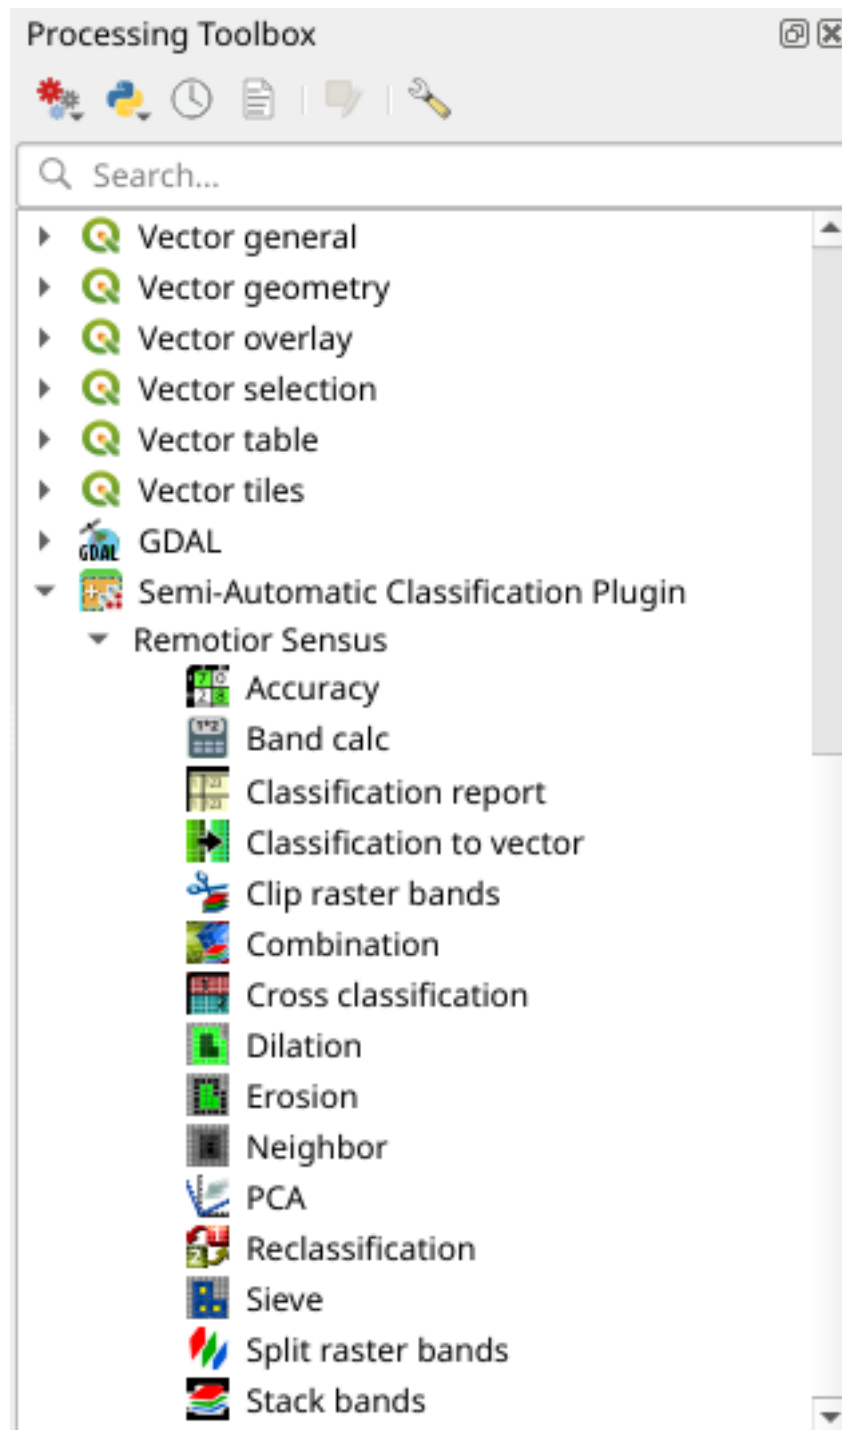 Processing Toolbox
Search...
Vector general
Vector geometry
Vector overlay
Vector selection
Vector table
Vector tiles
GDAL GDAL
Semi-Automatic Classification Plugin
Remotior Sensus
Accuracy
Band calc
Classification report
Classification to vector
Clip raster bands
Combination
Cross classification
Dilation
Erosion
Neighbor
PCA
Reclassification
Sieve
Split raster bands
Stack bands